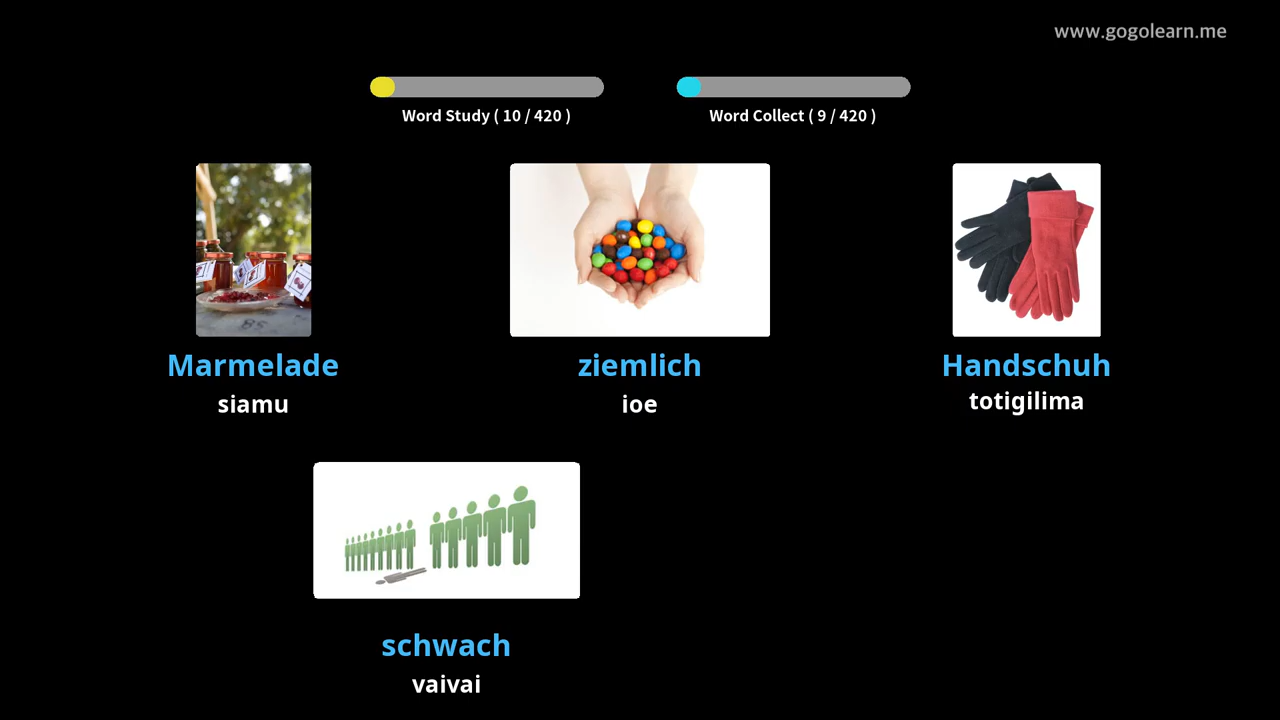 www.gogolearn.me
Word Study ( 10 / 420 )
Word Collect ( 9 / 420 )
Marmelade
siamu
ziemlich
ioe
Handschuh
totigilima
schwach
vaivai